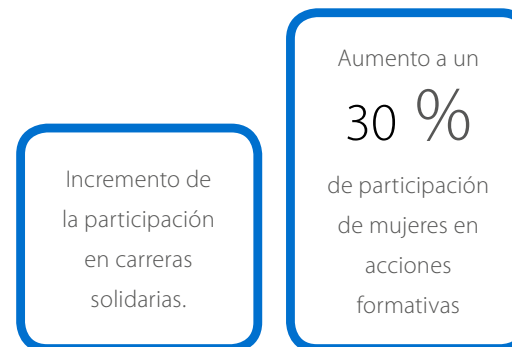 Incremento de
la participación
en carreras
solidarias.
Aumento a un
30 %
de participación
de mujeres en
acciones
formativas